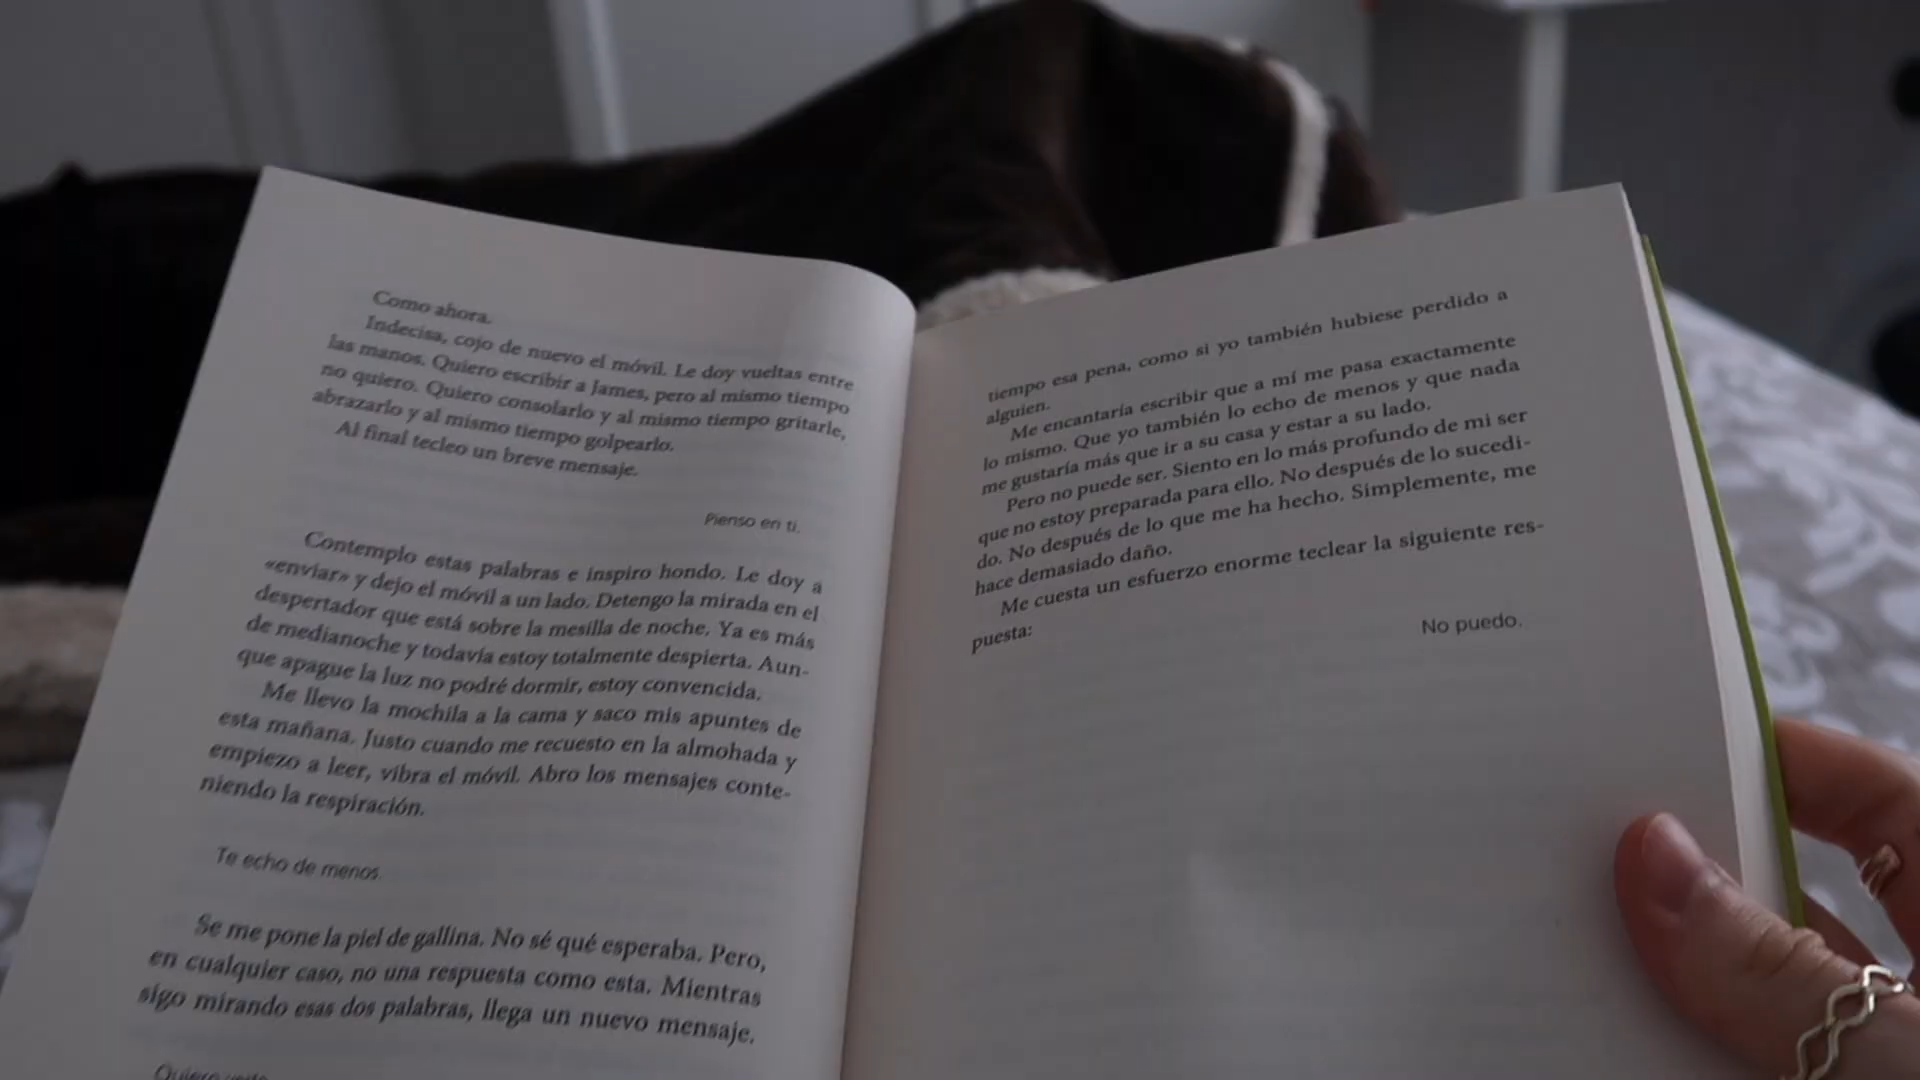 Como ahora.
Indecisa, cojo de nuevo el móvil. Le doy vueltas entre
las manos. Quiero escribir a James, pero al mismo tiempo
no quiero. Quiero consolarlo y al mismo tiempo gritarle,
abrazarlo y al mismo tiempo golpearlo.
Al final tecleo un breve mensaje.
Pienso en ti.
Contemplo estas palabras e inspiro hondo. Le doy a
«enviar» y dejo el móvil a un lado. Detengo la mirada en el
despertador que está sobre la mesilla de noche. Ya es más
de medianoche y todavía estoy totalmente despierta. Aun-
que apague la luz no podré dormir, estoy convencida.
Me llevo la mochila a la cama y saco mis apuntes de
esta mañana. Justo cuando me recuesto en la almohada y
empiezo a leer, vibra el móvil. Abro los mensajes conte-
niendo la respiración.
Te echo de menos.
Se me pone la piel de gallina. No sé qué esperaba. Pero,
en cualquier caso, no una respuesta como esta. Mientras
sigo mirando esas dos palabras, llega un nuevo mensaje.
Quiero
tiempo esa pena, como si yo también hubiese perdido a
alguien.
Me encantaría escribir que a mí me pasa exactamente
lo mismo. Que yo también lo echo de menos y que nada
me gustaría más que ir a su casa y estar a su lado.
Pero no puede ser. Siento en lo más profundo de mi ser
que no estoy preparada para ello. No después de lo sucedi-
do. No después de lo que me ha hecho. Simplemente, me
hace demasiado daño.
Me cuesta un esfuerzo enorme teclear la siguiente res-
puesta:
No puedo.